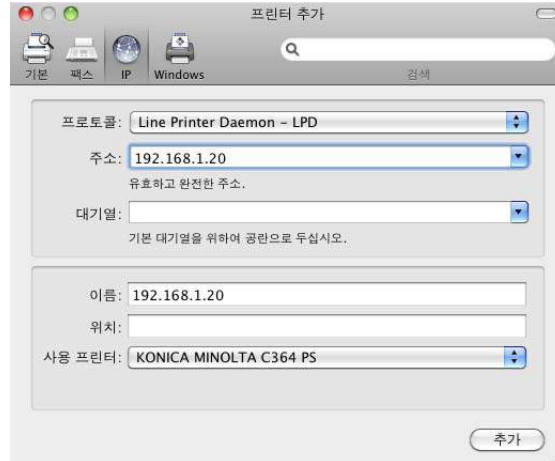 프린터 추가
기본 팩스 IP Windows 검색
프로토콜: Line Printer Daemon – LPD
주소: 192.168.1.20
유효하고 완전한 주소.
대기열:
기본 대기열을 위하여 공란으로 두십시오.
이름: 192.168.1.20
위치:
사용 프린터: KONICA MINOLTA C364 PS
추가